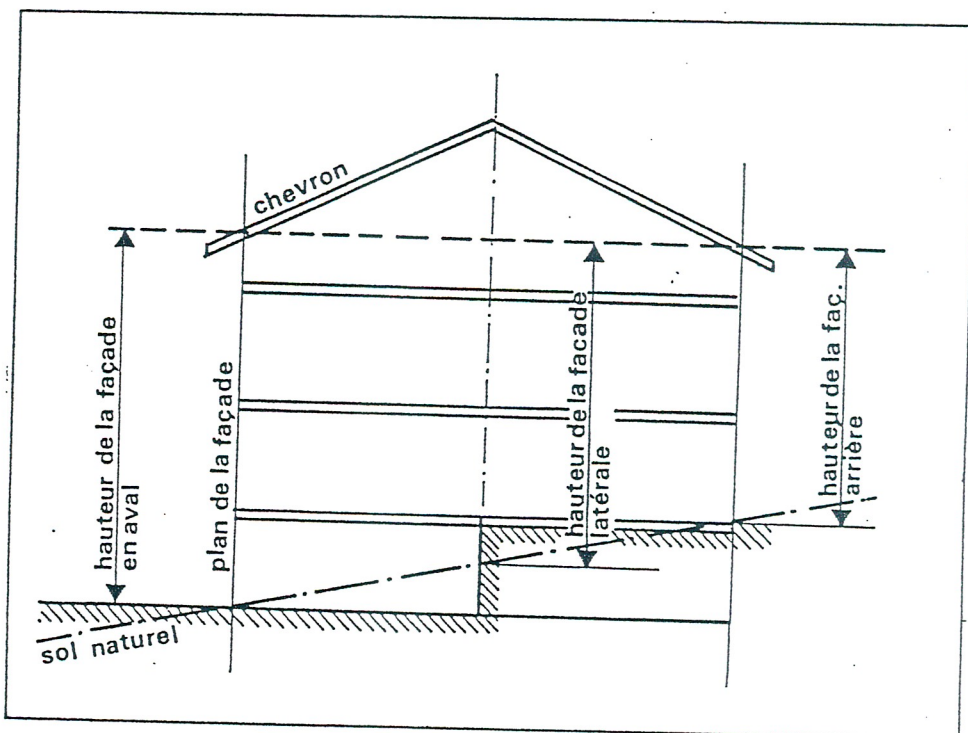 chevron
hauteur de la façade
en aval
plan de la façade
hauteur de la facade
latérale
hauteur de la faç.
arrière
sol naturel